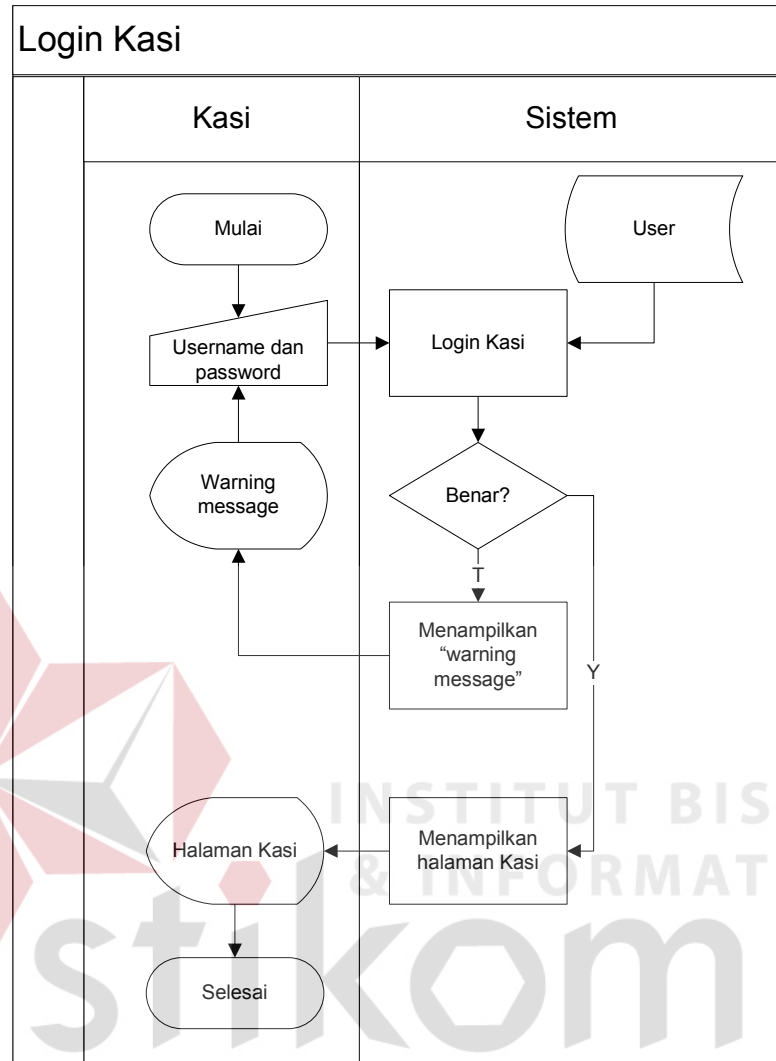 Login Kasi
Kasi
Sistem
Mulai
User
Username dan
password
Login Kasi
Warning
message
Benar?
T
Menampilkan
“warning
message”
Y
Halaman Kasi
Menampilkan
halaman Kasi
Selesai
INSTITUT BIS
& INFORMAT
stikom